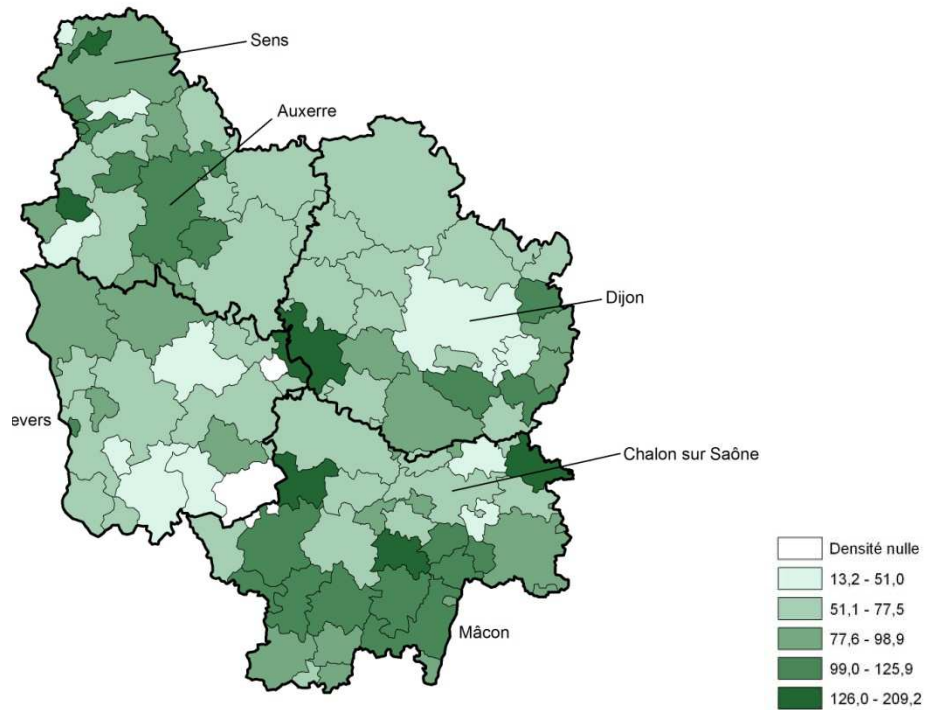 Sens
Auxerre
Dijon
evers
Chalon sur Saône
Mâcon
Densité nulle
13,2 - 51,0
51,1 - 77,5
77,6 - 98,9
99,0 - 125,9
126,0 - 209,2